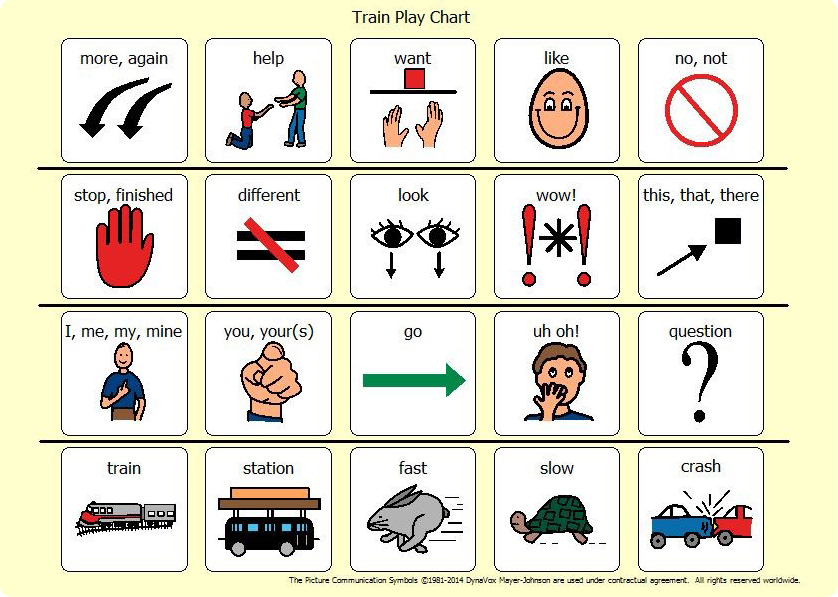 Train Play Chart
more, again
help
want
like
no, not
stop, finished
different
look
wow!
this, that, there
I, me, my, mine
you, your(s)
go
uh oh!
question
train
station
fast
slow
crash
The Picture Communication Symbols ©1981-2014 DynaVox Mayer-Johnson are used under contractual agreement. All rights reserved worldwide.